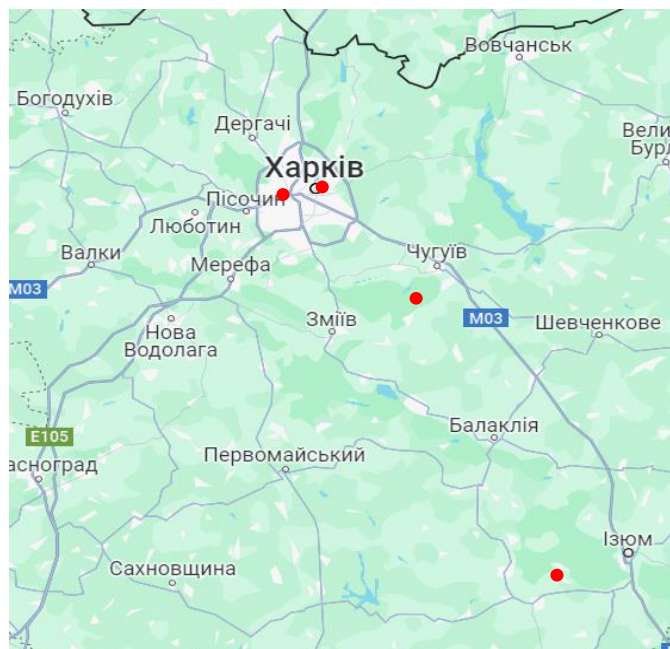 Вовчанськ
Богодухів
Дергачі
Вели
Бурл
Харків
Пісочин
Люботин
Чугуїв
Валки
Мерефа
M03
Зміїв
M03
Шевченкове
Нова
Водолага
Балаклія
E105
асноград
Первомайський
Ізюм
Сахновщина